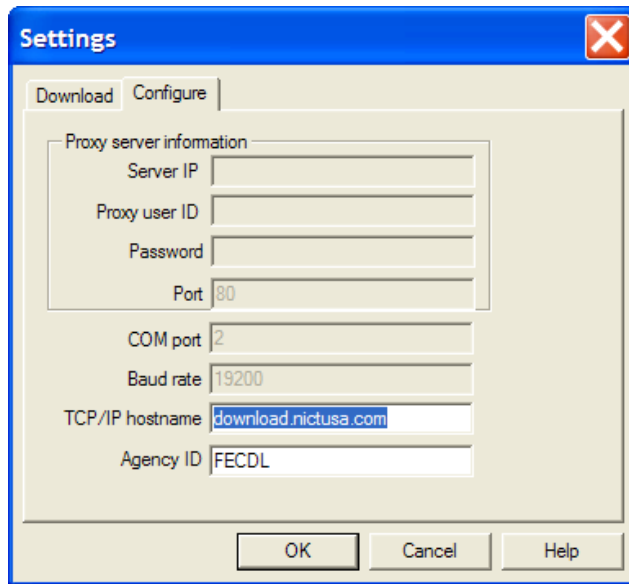 Settings
Download Configure
Proxy server information
Server IP
Proxy user ID
Password
Port 80
COM port 2
Baud rate 19200
TCP/IP hostname download.nictusa.com
Agency ID FECDL
OK Cancel Help